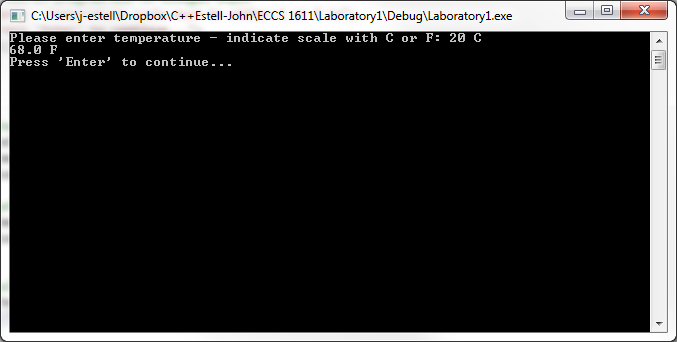 C:\Users\j-estell\Dropbox\C++Estell-John\ECCS 1611\Laboratory1\Debug\Laboratory1.exe
Please enter temperature - indicate scale with C or F: 20 C
68.0 F
Press 'Enter' to continue...